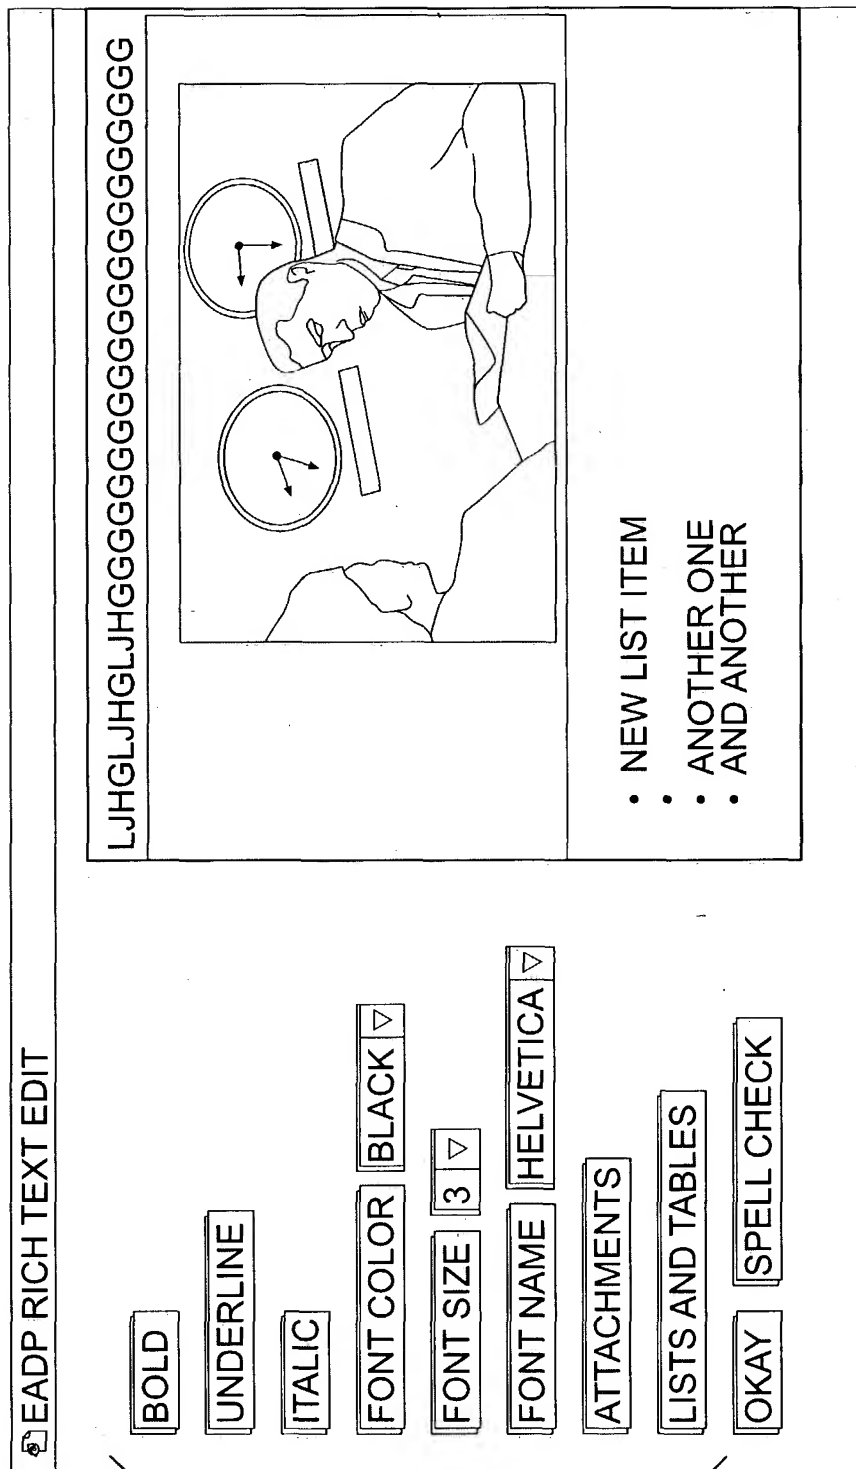 EADP RICH TEXT EDIT
BOLD
UNDERLINE
ITALIC
FONT COLOR BLACK
FONT SIZE 3
FONT NAME HELVETICA
ATTACHMENTS
LISTS AND TABLES
OKAY SPELL CHECK
LJHGLJHGLJHGGGGGGGGGGGGGGGGGGGG
• NEW LIST ITEM
•
• ANOTHER ONE
• AND ANOTHER